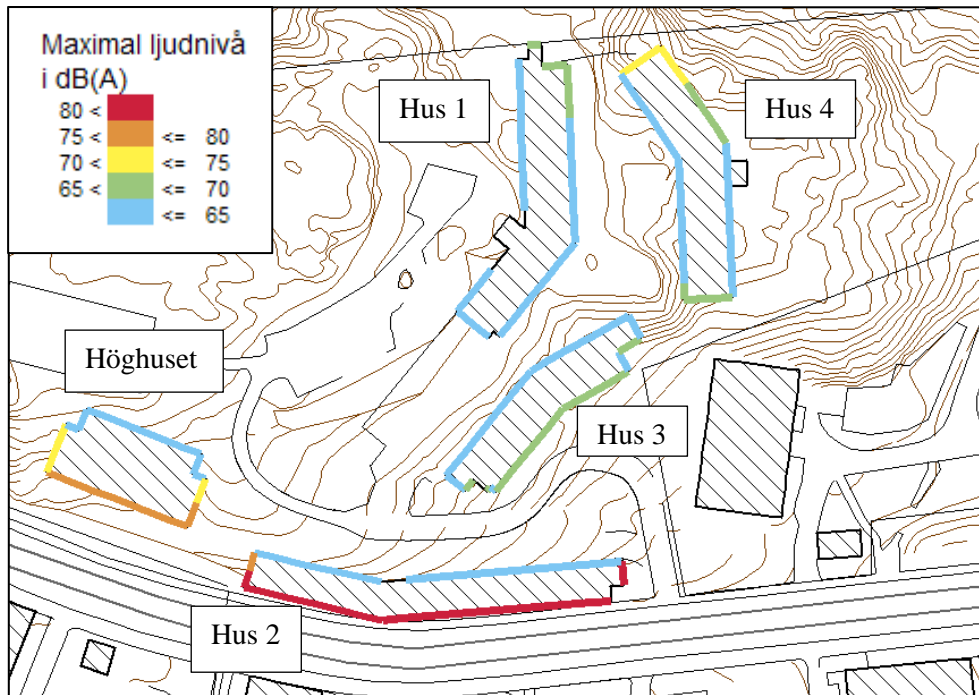 Maximal ljudnivå
i dB(A)
80 <
75 < <= 80
70 < <= 75
65 < <= 70
<= 65
Hus 1
Hus 4
Höghuset
Hus 3
Hus 2